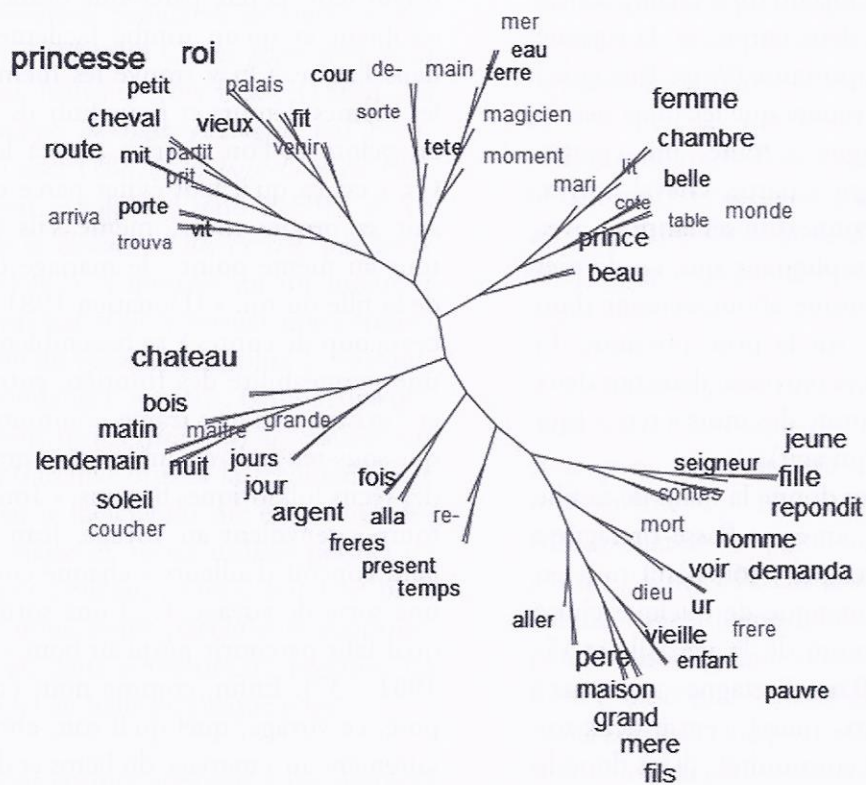 mer
eau
terre
main
de-
cour
sorte
magicien
tete
moment
princesse
roi
petit
palais
cheval
vieux
fit
venir
route
mit
partit
prit
porte
arriva
vit
trouva
femme
chambre
lit
belle
mari
cote
table
monde
prince
beau
chateau
bois
matin
maitre
grande
lendemain
nuit
jours
soleil
jour
coucher
fois
argent
alla
re-
freres
present
temps
jeune
seigneur
fille
contes
repondit
mort
homme
voir
demanda
dieu
ur
aller
vieille
frere
pere
enfant
maison
pauvre
grand
mere
fils